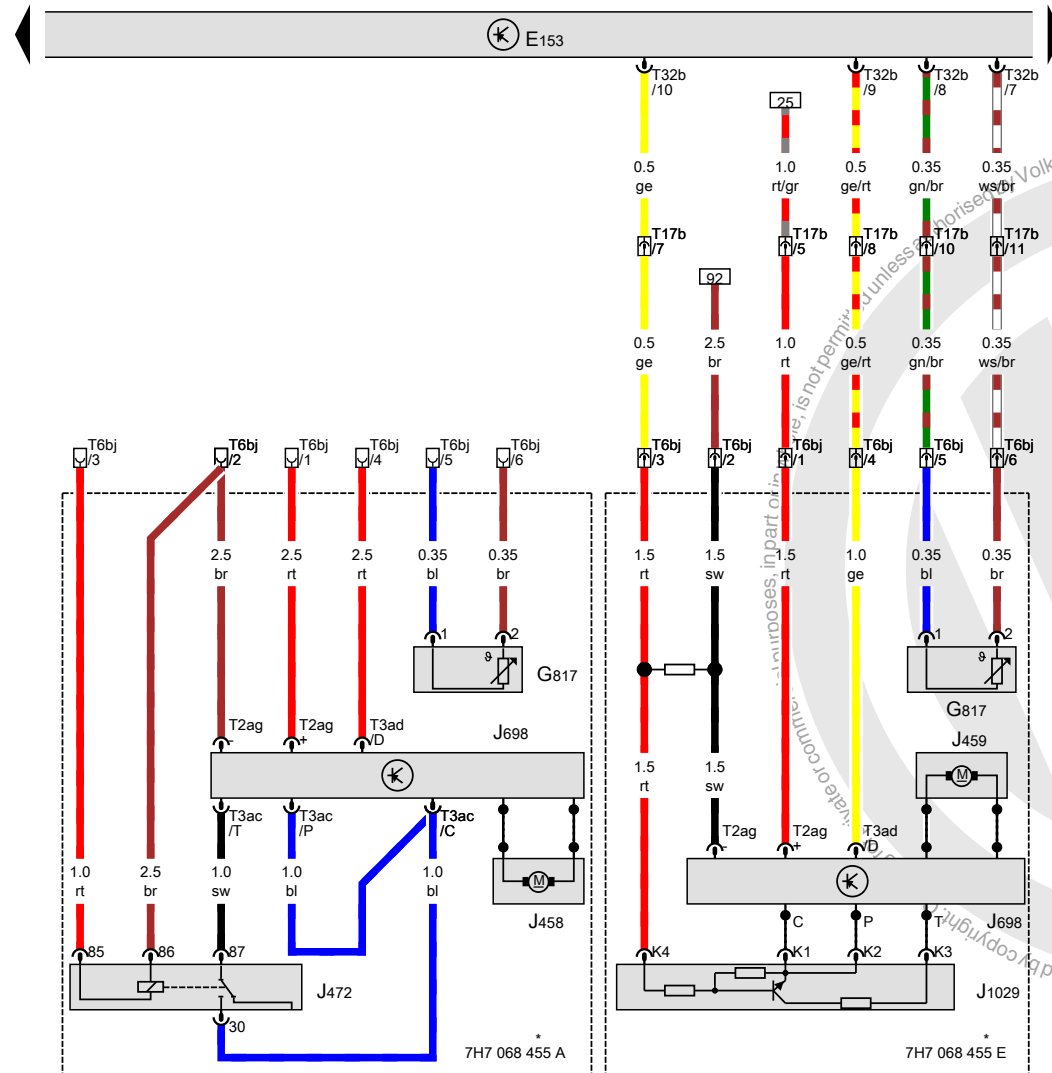 E153
T32b T32b T32b T32b
/10 /9 /8 /7
25
0.5 1.0 0.5 0.35 0.35
ge rt/gr ge/rt gn/br ws/br
T17b T17b T17b T17b T17b
/7 /5 /8 /10 /11
92
0.5 2.5 1.0 0.5 0.35 0.35
ge br rt ge/rt gn/br ws/br
T6bj T6bj T6bj T6bj T6bj T6bj T6bj T6bj T6bj T6bj T6bj T6bj
/3 /2 /1 /4 /5 /6 /3 /2 /1 /4 /5 /6
2.5 2.5 2.5 0.35 0.35 1.5 1.5 1.5 1.0 0.35 0.35
br rt rt bl br rt sw rt ge bl br
1 2 1 2
ϑ ϑ
G817
G817
T2ag T2ag T3ad J698 J459
- + /D
M
1.5 1.5
rt sw
T3ac T3ac T3ac T2ag T2ag T3ad
/T /P /C - + /D
1.0 2.5 1.0 1.0 1.0
rt br sw bl bl
M
J458
C P T J698
85 86 87 K4 K1 K2 K3
J472 J1029
30
* *
7H7 068 455 A 7H7 068 455 E